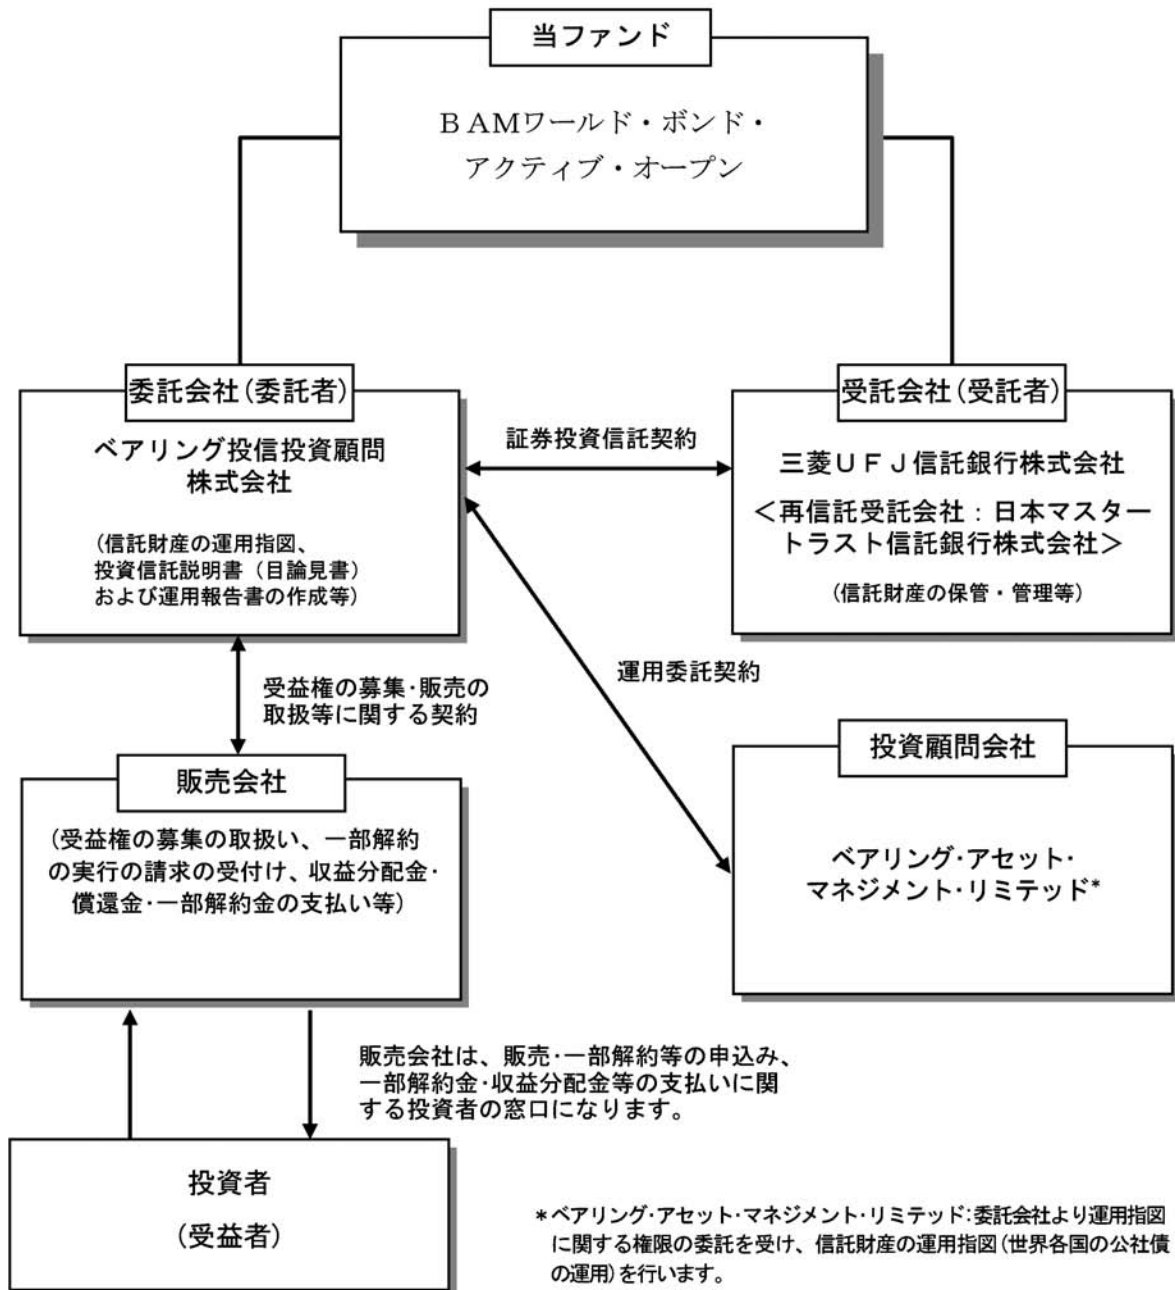 当ファンド
ＢＡＭワールド・ボンド・
アクティブ・オープン
委託会社(委託者)
ベアリング投信投資顧問
株式会社
(信託財産の運用指図、
投資信託説明書（目論見書）
および運用報告書の作成等)
証券投資信託契約
受託会社(受託者)
三菱ＵＦＪ信託銀行株式会社
＜再信託受託会社：日本マスター
トラスト信託銀行株式会社＞
(信託財産の保管・管理等)
受益権の募集･販売の
取扱等に関する契約
運用委託契約
販売会社
(受益権の募集の取扱い、一部解約
の実行の請求の受付け、収益分配金･
償還金･一部解約金の支払い等)
投資顧問会社
ベアリング･アセット･
マネジメント･リミテッド*
販売会社は、販売･一部解約等の申込み、
一部解約金･収益分配金等の支払いに関
する投資者の窓口になります。
投資者
(受益者)
*ベアリング･アセット･マネジメント･リミテッド:委託会社より運用指図
に関する権限の委託を受け、信託財産の運用指図(世界各国の公社債
の運用)を行います。